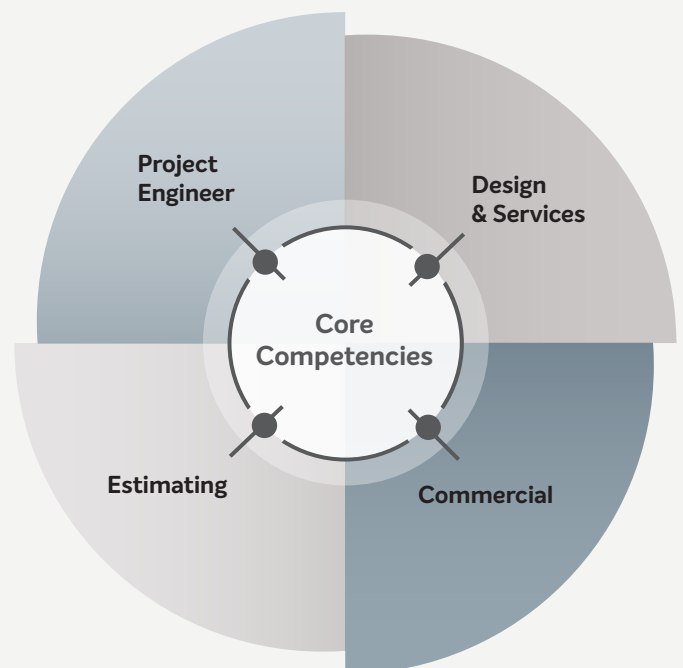 Project
Engineer
Design
& Services
Core
Competencies
Estimating
Commercial